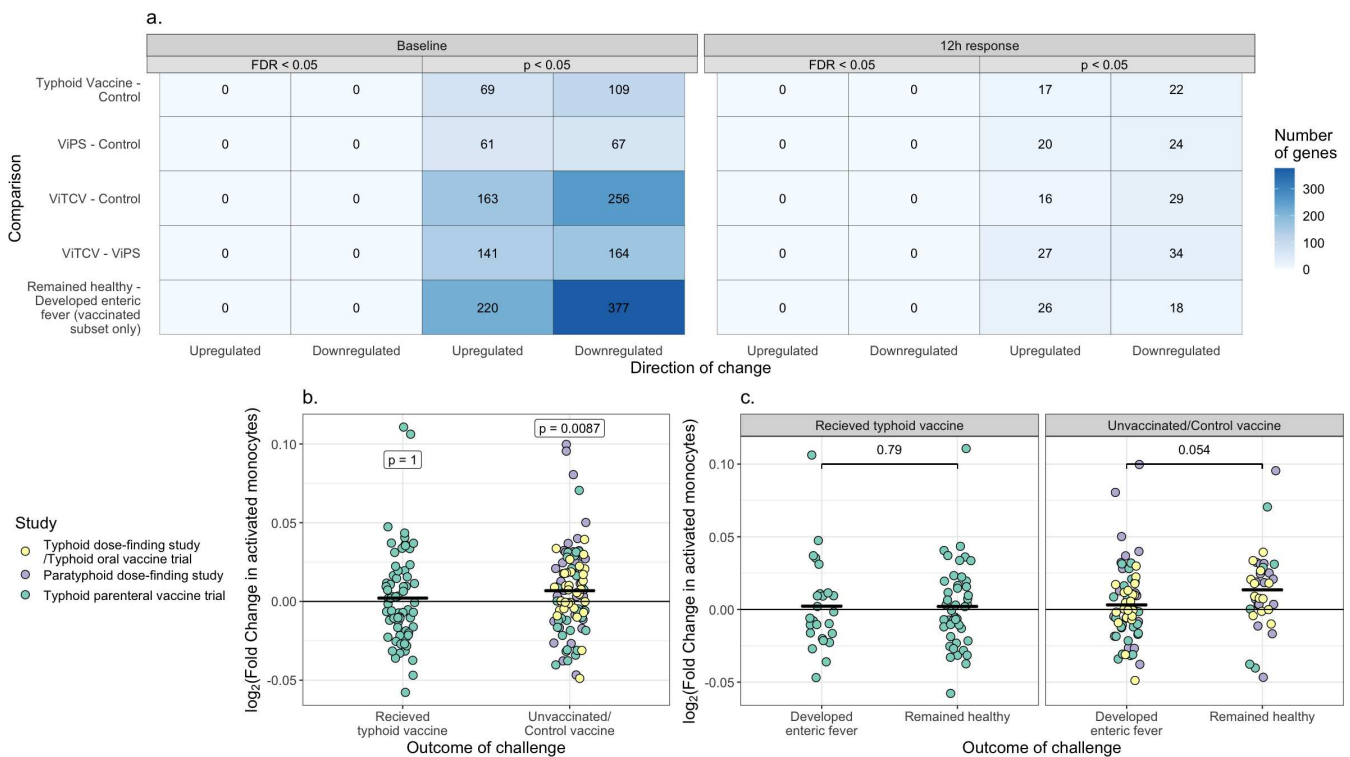 a.
Baseline
12h response
FDR < 0.05
p < 0.05
FDR < 0.05
p < 0.05
Comparison
Typhoid Vaccine -
Control
0 0 69 109 0 0 17 22
ViPS - Control
0 0 61 67 0 0 20 24
ViTCV - Control
0 0 163 256 0 0 16 29
ViTCV - ViPS
0 0 141 164 0 0 27 34
Remained healthy -
Developed enteric
fever (vaccinated
subset only)
0 0 220 377 0 0 26 18
Upregulated Downregulated Upregulated Downregulated Upregulated Downregulated Upregulated Downregulated
Direction of change
Number
of genes
300
200
100
0
b.
log2(Fold Change in activated monocytes)
0.10
0.05
0.00
-0.05
p = 1
p = 0.0087
Recieved
typhoid vaccine
Unvaccinated/
Control vaccine
Outcome of challenge
Study
Typhoid dose-finding study
/Typhoid oral vaccine trial
Paratyphoid dose-finding study
Typhoid parenteral vaccine trial
c.
log2(Fold Change in activated monocytes)
Recieved typhoid vaccine
Unvaccinated/Control vaccine
0.10
0.05
0.00
-0.05
0.79
0.054
Developed
enteric fever
Remained healthy
Developed
enteric fever
Remained healthy
Outcome of challenge